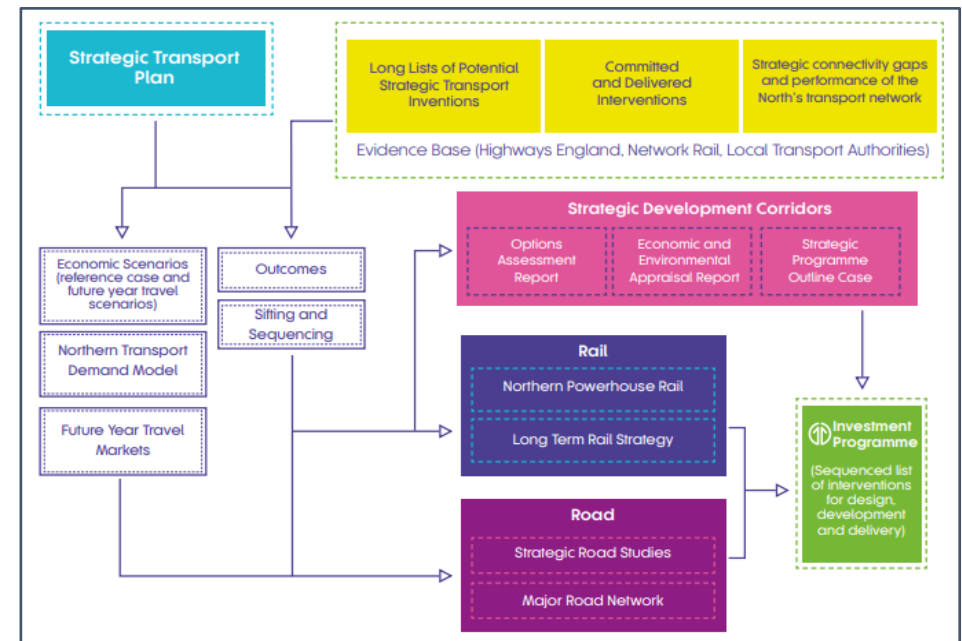 Strategic Transport
Plan
Long Lists of Potential
Strategic Transport
Inventions
Committed
and Delivered
Interventions
Strategic connectivity gaps
and performance of the
North's transport network
Evidence Base (Highways England, Network Rail, Local Transport Authorities)
Strategic Development Corridors
Options
Assessment
Report
Economic and
Environmental
Appraisal Report
Strategic
Programme
Outline Case
Economic Scenarios
(reference case and
future year travel
scenarios)
Outcomes
Sifting and
Sequencing
Northern Transport
Demand Model
Future Year Travel
Markets
Rail
Northern Powerhouse Rail
Long Term Rail Strategy
Investment
Programme
(Sequenced list
of interventions
for design,
development
and delivery)
Road
Strategic Road Studies
Major Road Network